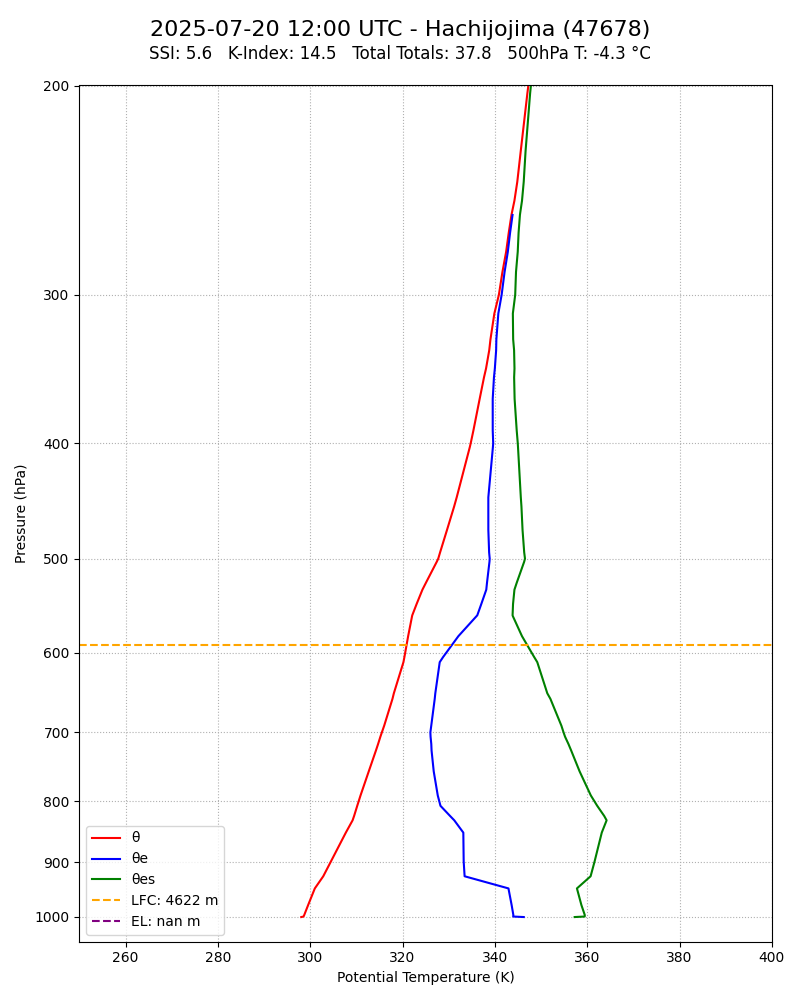 2025-07-20 12:00 UTC - Hachijojima (47678)
SSI: 5.6   K-Index: 14.5   Total Totals: 37.8   500hPa T: -4.3 °C
200
300
400
500
600
700
800
900
1000
Pressure (hPa)
θ
θe
θes
LFC: 4622 m
EL: nan m
260
280
300
320
340
360
380
400
Potential Temperature (K)